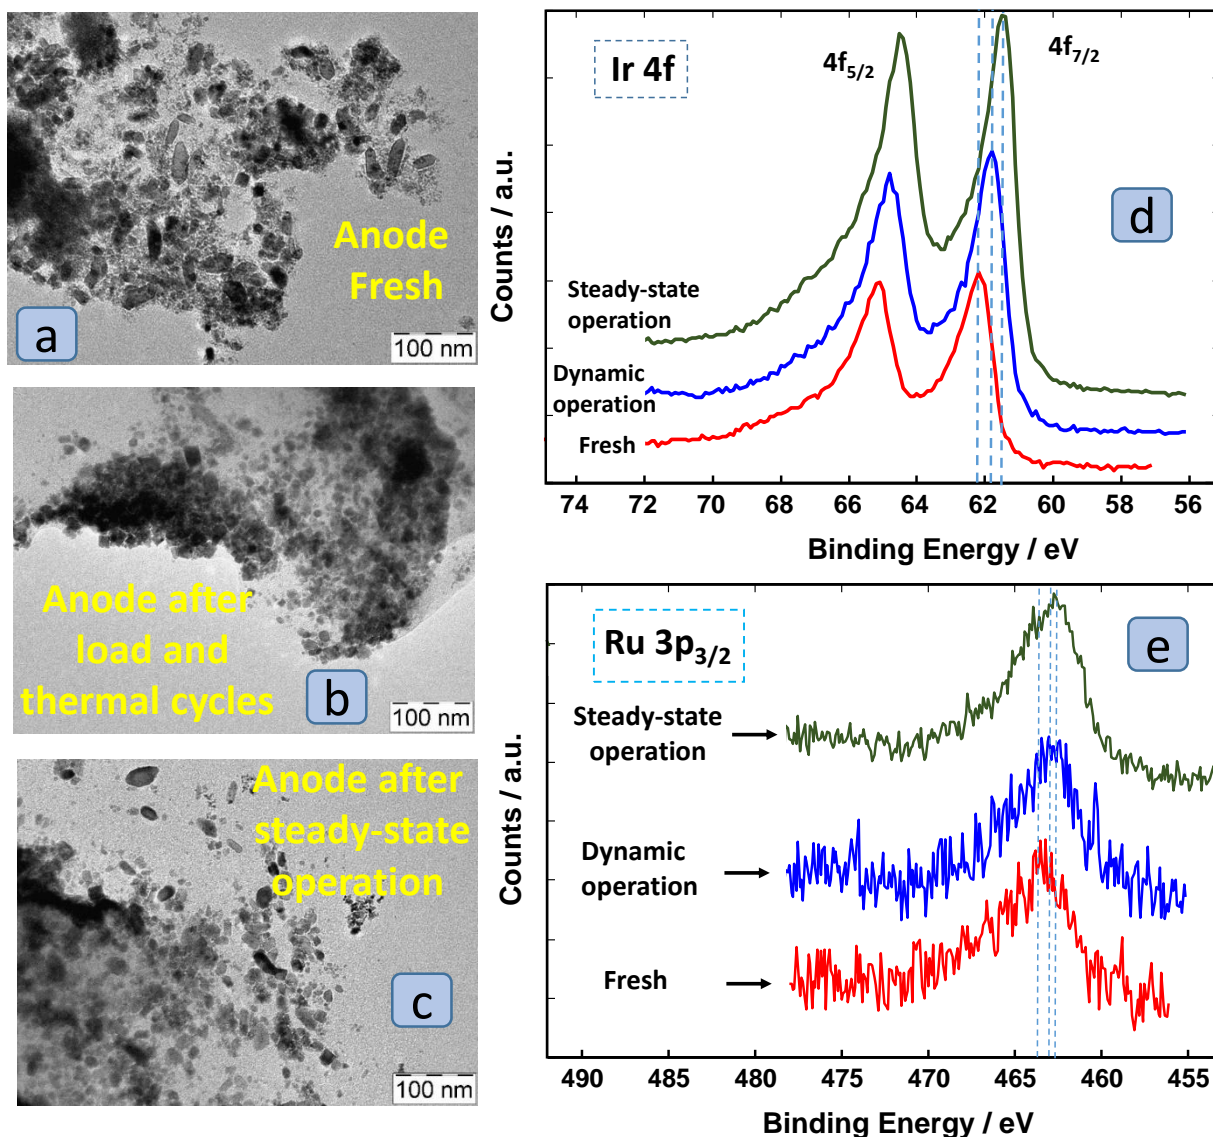 Anode
Fresh
a
100 nm
Anode after
load and
thermal cycles
b
100 nm
Anode after
steady-state
operation
c
100 nm
Ir 4f
4f5/2
4f7/2
d
Steady-state
operation
Dynamic
operation
Fresh
Counts / a.u.
74 72 70 68 66 64 62 60 58 56
Binding Energy / eV
Ru 3p3/2
e
Steady-state
operation
Dynamic
operation
Fresh
Counts / a.u.
490 485 480 475 470 465 460 455
Binding Energy / eV